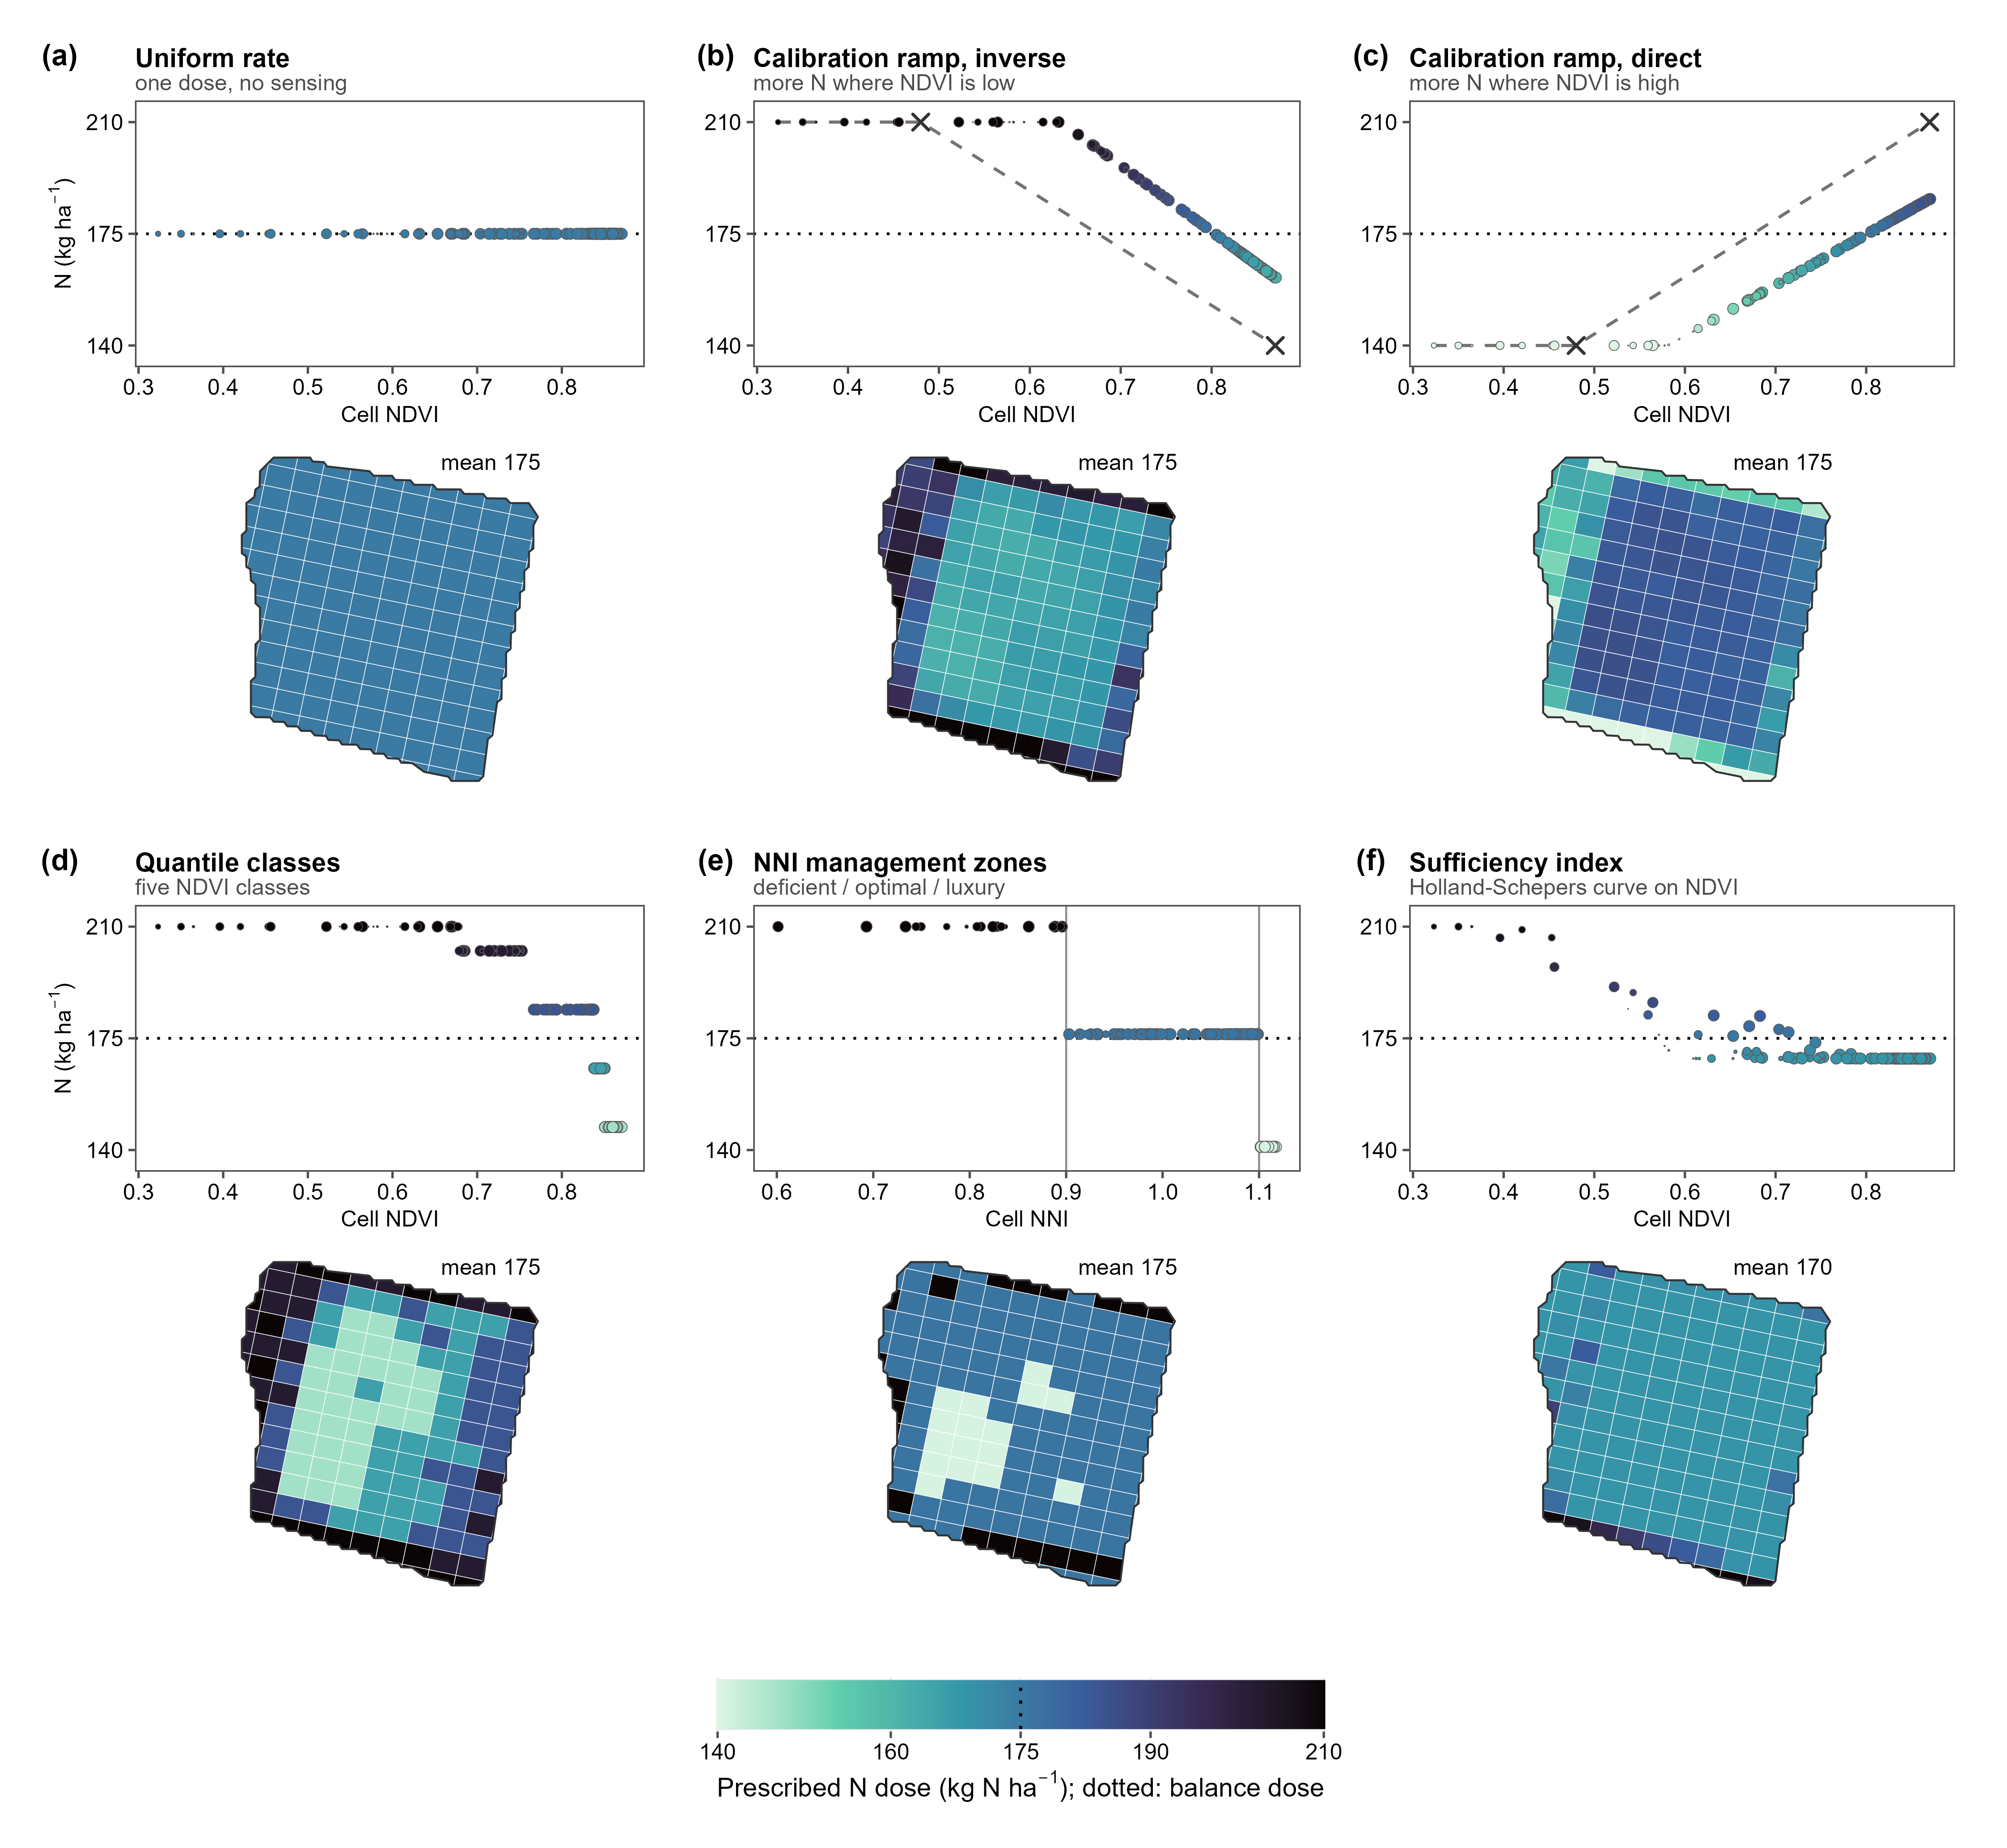 (a) Uniform rate
one dose, no sensing
210
175
140
N (kg ha⁻¹)
0.3 0.4 0.5 0.6 0.7 0.8
Cell NDVI
mean 175
(b) Calibration ramp, inverse
more N where NDVI is low
210
175
140
0.3 0.4 0.5 0.6 0.7 0.8
Cell NDVI
mean 175
(c) Calibration ramp, direct
more N where NDVI is high
210
175
140
0.3 0.4 0.5 0.6 0.7 0.8
Cell NDVI
mean 175
(d) Quantile classes
five NDVI classes
210
175
140
N (kg ha⁻¹)
0.3 0.4 0.5 0.6 0.7 0.8
Cell NDVI
mean 175
(e) NNI management zones
deficient / optimal / luxury
210
175
140
0.6 0.7 0.8 0.9 1.0 1.1
Cell NNI
mean 175
(f) Sufficiency index
Holland-Schepers curve on NDVI
210
175
140
0.3 0.4 0.5 0.6 0.7 0.8
Cell NDVI
mean 170
140 160 175 190 210
Prescribed N dose (kg N ha⁻¹); dotted: balance dose